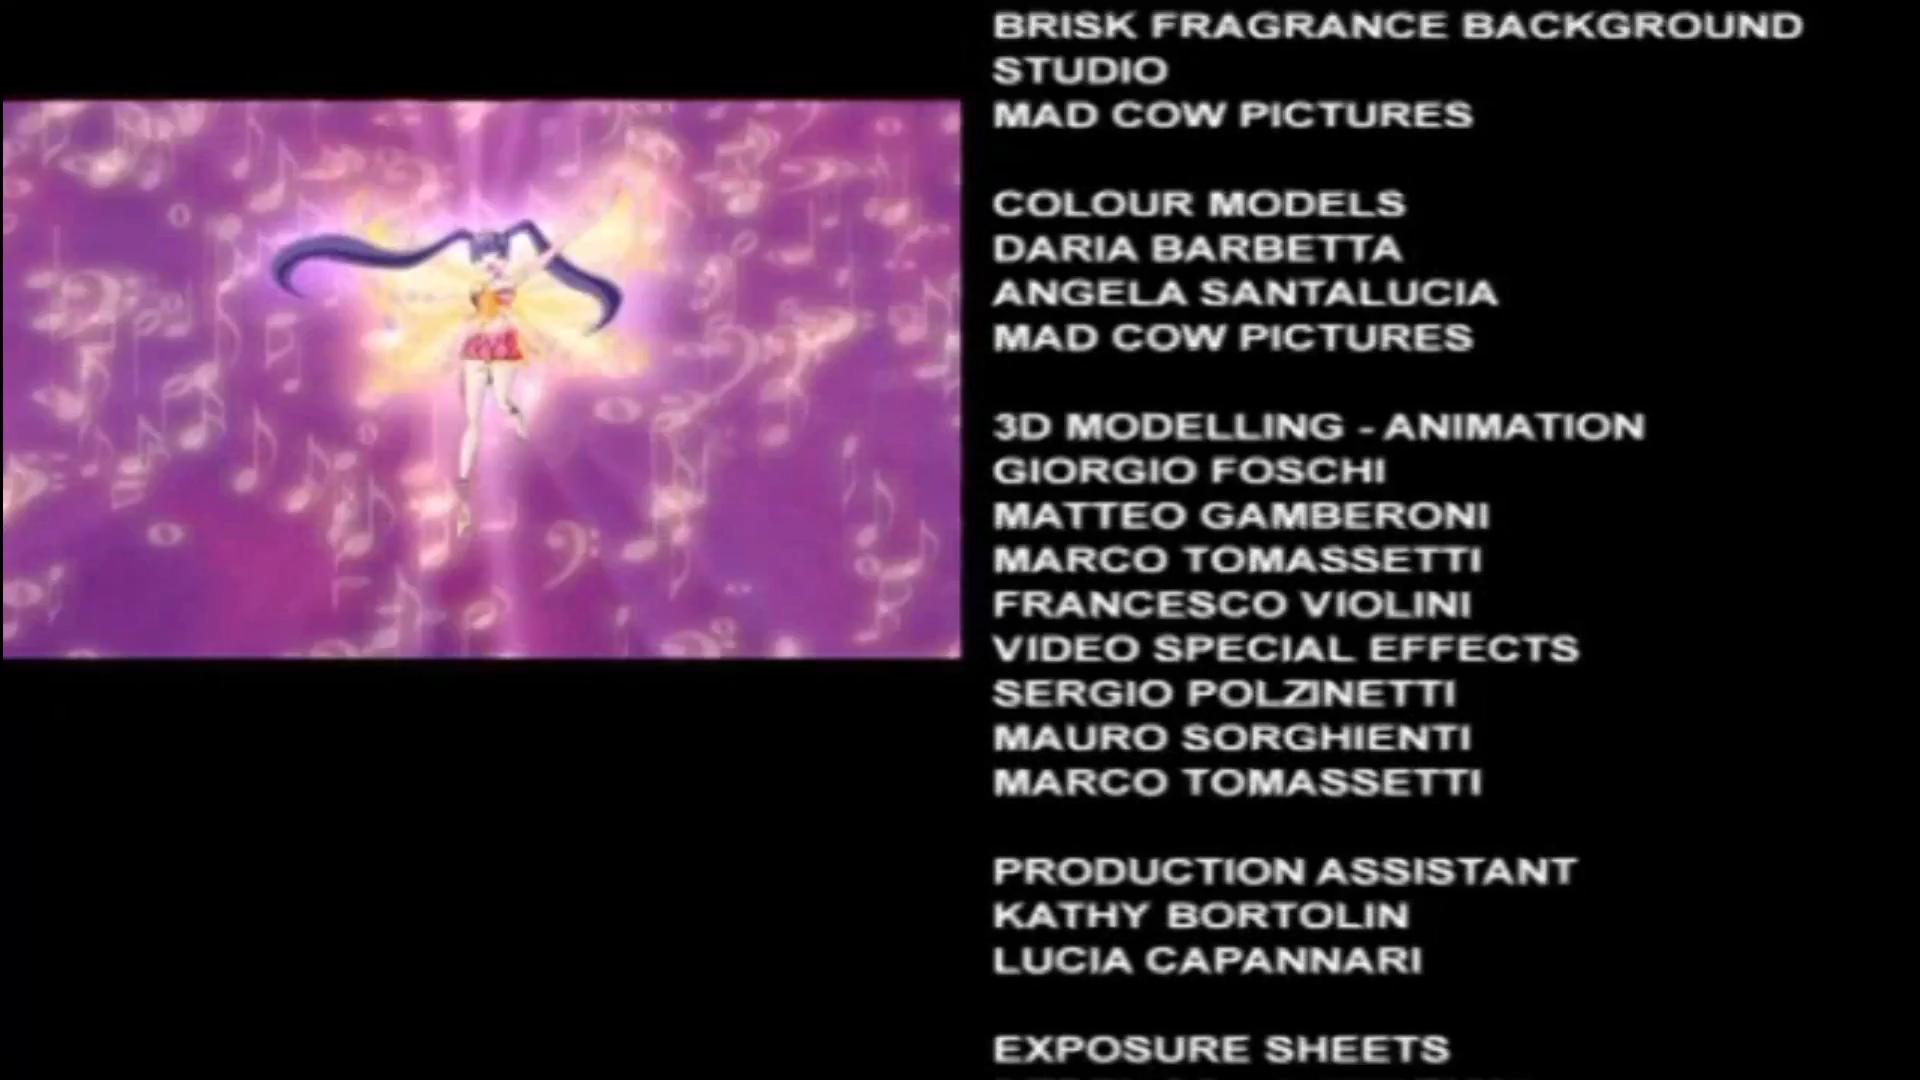 BRISK FRAGRANCE BACKGROUND
STUDIO
MAD COW PICTURES
COLOUR MODELS
DARIA BARBETTA
ANGELA SANTALUCIA
MAD COW PICTURES
3D MODELLING - ANIMATION
GIORGIO FOSCHI
MATTEO GAMBERONI
MARCO TOMASSETTI
FRANCESCO VIOLINI
VIDEO SPECIAL EFFECTS
SERGIO POLZINETTI
MAURO SORGHIENTI
MARCO TOMASSETTI
PRODUCTION ASSISTANT
KATHY BORTOLIN
LUCIA CAPANNARI
EXPOSURE SHEETS